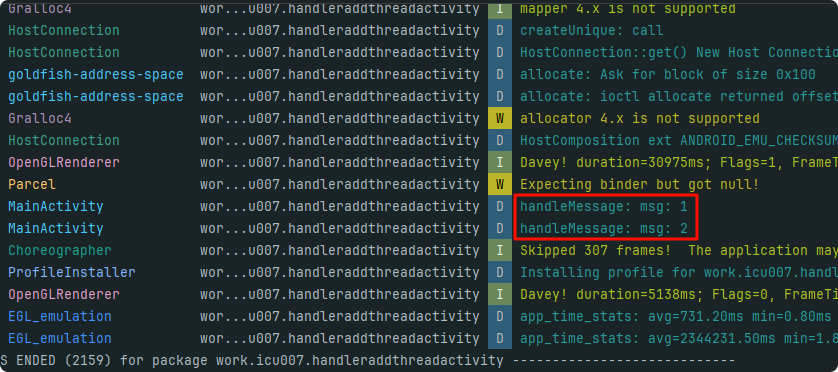 Gralloc4 wor...u007.handleraddthreadactivity I mapper 4.x is not supported
HostConnection wor...u007.handleraddthreadactivity D createUnique: call
HostConnection wor...u007.handleraddthreadactivity D HostConnection::get() New Host Connectio
goldfish-address-space wor...u007.handleraddthreadactivity D allocate: Ask for block of size 0x100
goldfish-address-space wor...u007.handleraddthreadactivity D allocate: ioctl allocate returned offset
Gralloc4 wor...u007.handleraddthreadactivity W allocator 4.x is not supported
HostConnection wor...u007.handleraddthreadactivity D HostComposition ext ANDROID_EMU_CHECKSUM
OpenGLRenderer wor...u007.handleraddthreadactivity I Davey! duration=30975ms; Flags=1, FrameT
Parcel wor...u007.handleraddthreadactivity W Expecting binder but got null!
MainActivity wor...u007.handleraddthreadactivity D handleMessage: msg: 1
MainActivity wor...u007.handleraddthreadactivity D handleMessage: msg: 2
Choreographer wor...u007.handleraddthreadactivity I Skipped 307 frames!  The application may
ProfileInstaller wor...u007.handleraddthreadactivity D Installing profile for work.icu007.handl
OpenGLRenderer wor...u007.handleraddthreadactivity I Davey! duration=5138ms; Flags=0, FrameTi
EGL_emulation wor...u007.handleraddthreadactivity D app_time_stats: avg=731.20ms min=0.80ms
EGL_emulation wor...u007.handleraddthreadactivity D app_time_stats: avg=2344231.50ms min=1.8
S ENDED (2159) for package work.icu007.handleraddthreadactivity ----------------------------